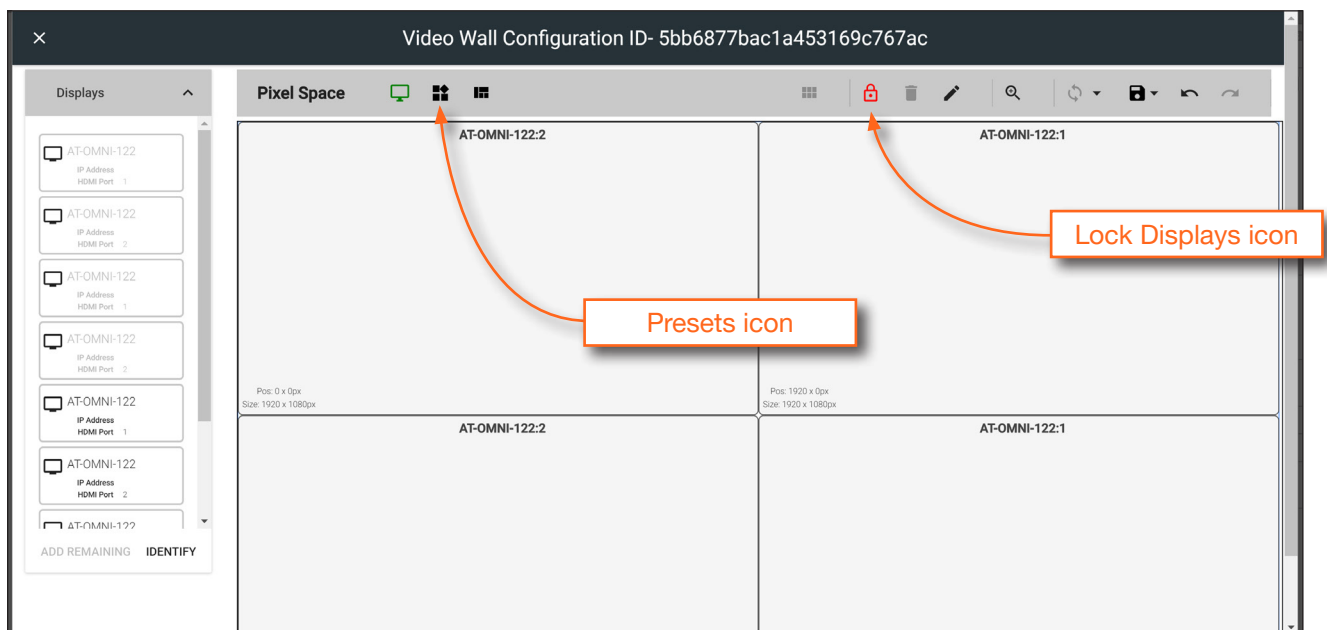 Video Wall Configuration ID- 5bb6877bac1a453169c767ac
Displays
Pixel Space
AT-OMNI-122
IP Address
HDMI Port 1
AT-OMNI-122
IP Address
HDMI Port 2
AT-OMNI-122
IP Address
HDMI Port 1
AT-OMNI-122
IP Address
HDMI Port 2
AT-OMNI-122
IP Address
HDMI Port 1
AT-OMNI-122
IP Address
HDMI Port 2
AT-OMNI-122
ADD REMAINING IDENTIFY
AT-OMNI-122:2
AT-OMNI-122:1
Lock Displays icon
Presets icon
Pos: 0 x 0px
Size: 1920 x 1080px
Pos: 1920 x 0px
Size: 1920 x 1080px
AT-OMNI-122:2
AT-OMNI-122:1